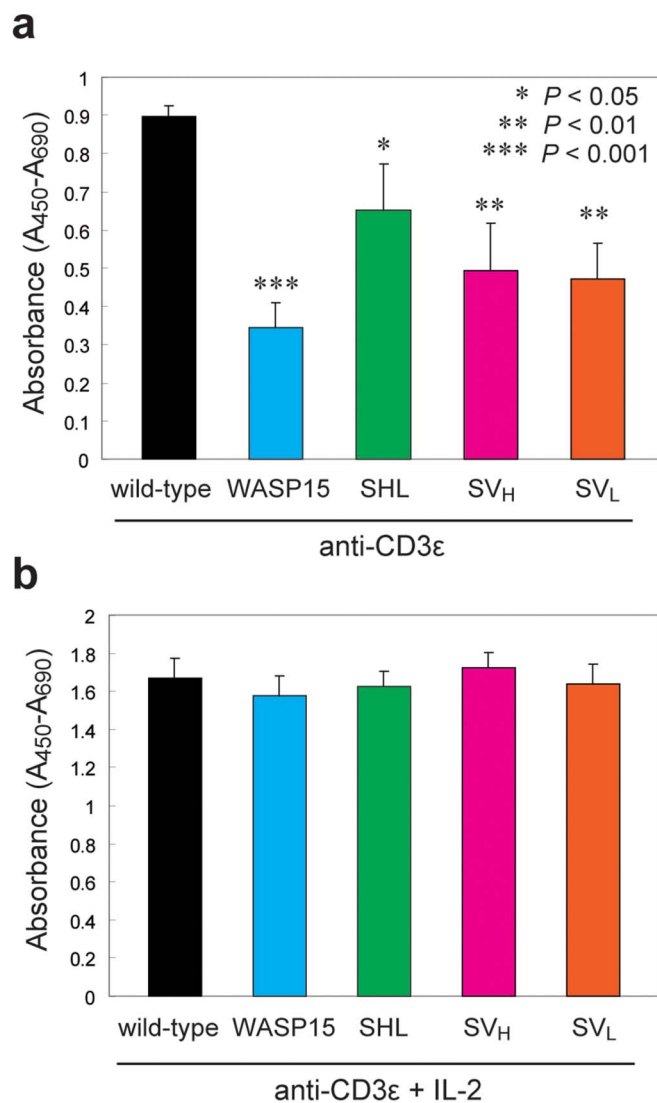 a
Absorbance (A450-A690)
1
0.9
0.8
0.7
0.6
0.5
0.4
0.3
0.2
0.1
0
* P < 0.05
** P < 0.01
*** P < 0.001
***
*
**
**
wild-type WASP15 SHL SVH SVL
anti-CD3ε
b
Absorbance (A450-A690)
2
1.8
1.6
1.4
1.2
1
0.8
0.6
0.4
0.2
0
wild-type WASP15 SHL SVH SVL
anti-CD3ε + IL-2